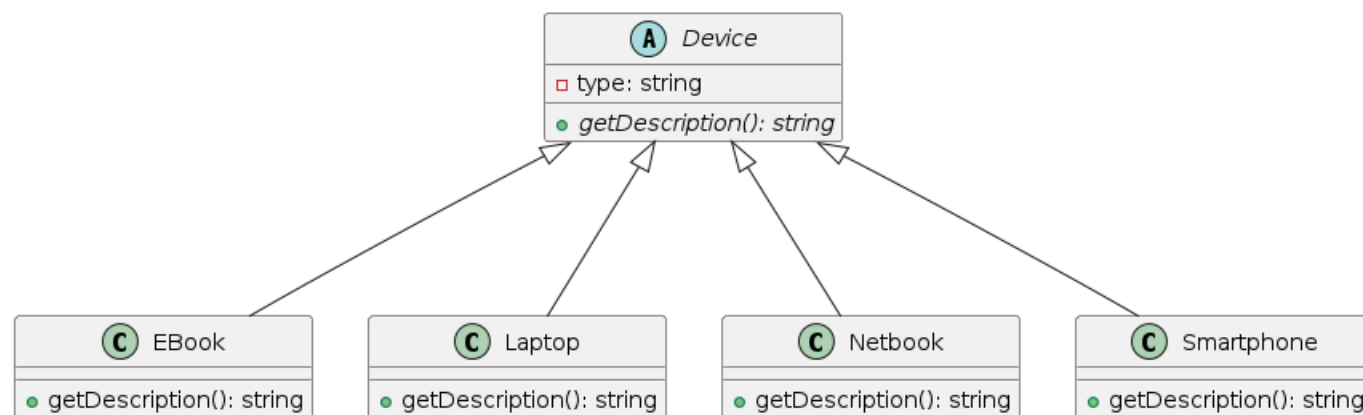 A Device
type: string
getDescription(): string
C EBook
C Laptop
C Netbook
C Smartphone
getDescription(): string
getDescription(): string
getDescription(): string
getDescription(): string